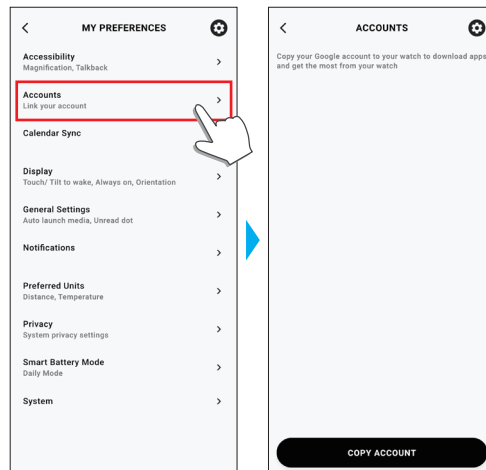 MY PREFERENCES
Accessibility
Magnification, Talkback
Accounts
Link your account
Calendar Sync
Display
Touch/ Tilt to wake, Always on, Orientation
General Settings
Auto launch media, Unread dot
Notifications
Preferred Units
Distance, Temperature
Privacy
System privacy settings
Smart Battery Mode
Daily Mode
System
ACCOUNTS
Copy your Google account to your watch to download apps
and get the most from your watch
COPY ACCOUNT